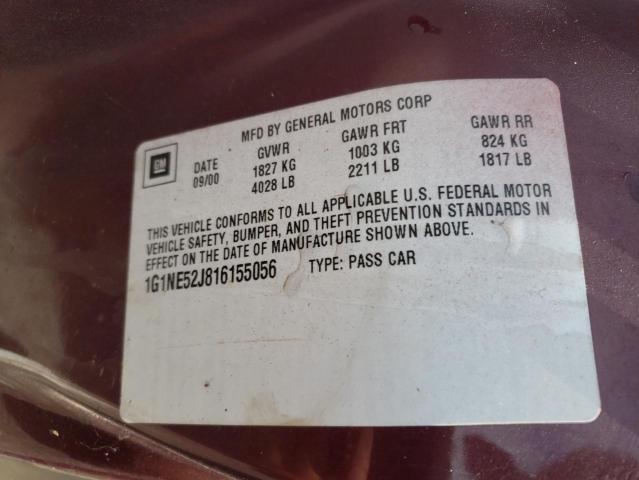 MFD BY GENERAL MOTORS CORP
GM
DATE GVWR GAWR FRT GAWR RR
09/00 1827 KG 1003 KG 824 KG
4028 LB 2211 LB 1817 LB
THIS VEHICLE CONFORMS TO ALL APPLICABLE U.S. FEDERAL MOTOR
VEHICLE SAFETY, BUMPER, AND THEFT PREVENTION STANDARDS IN
EFFECT ON THE DATE OF MANUFACTURE SHOWN ABOVE.
1G1NE52J816155056 TYPE: PASS CAR